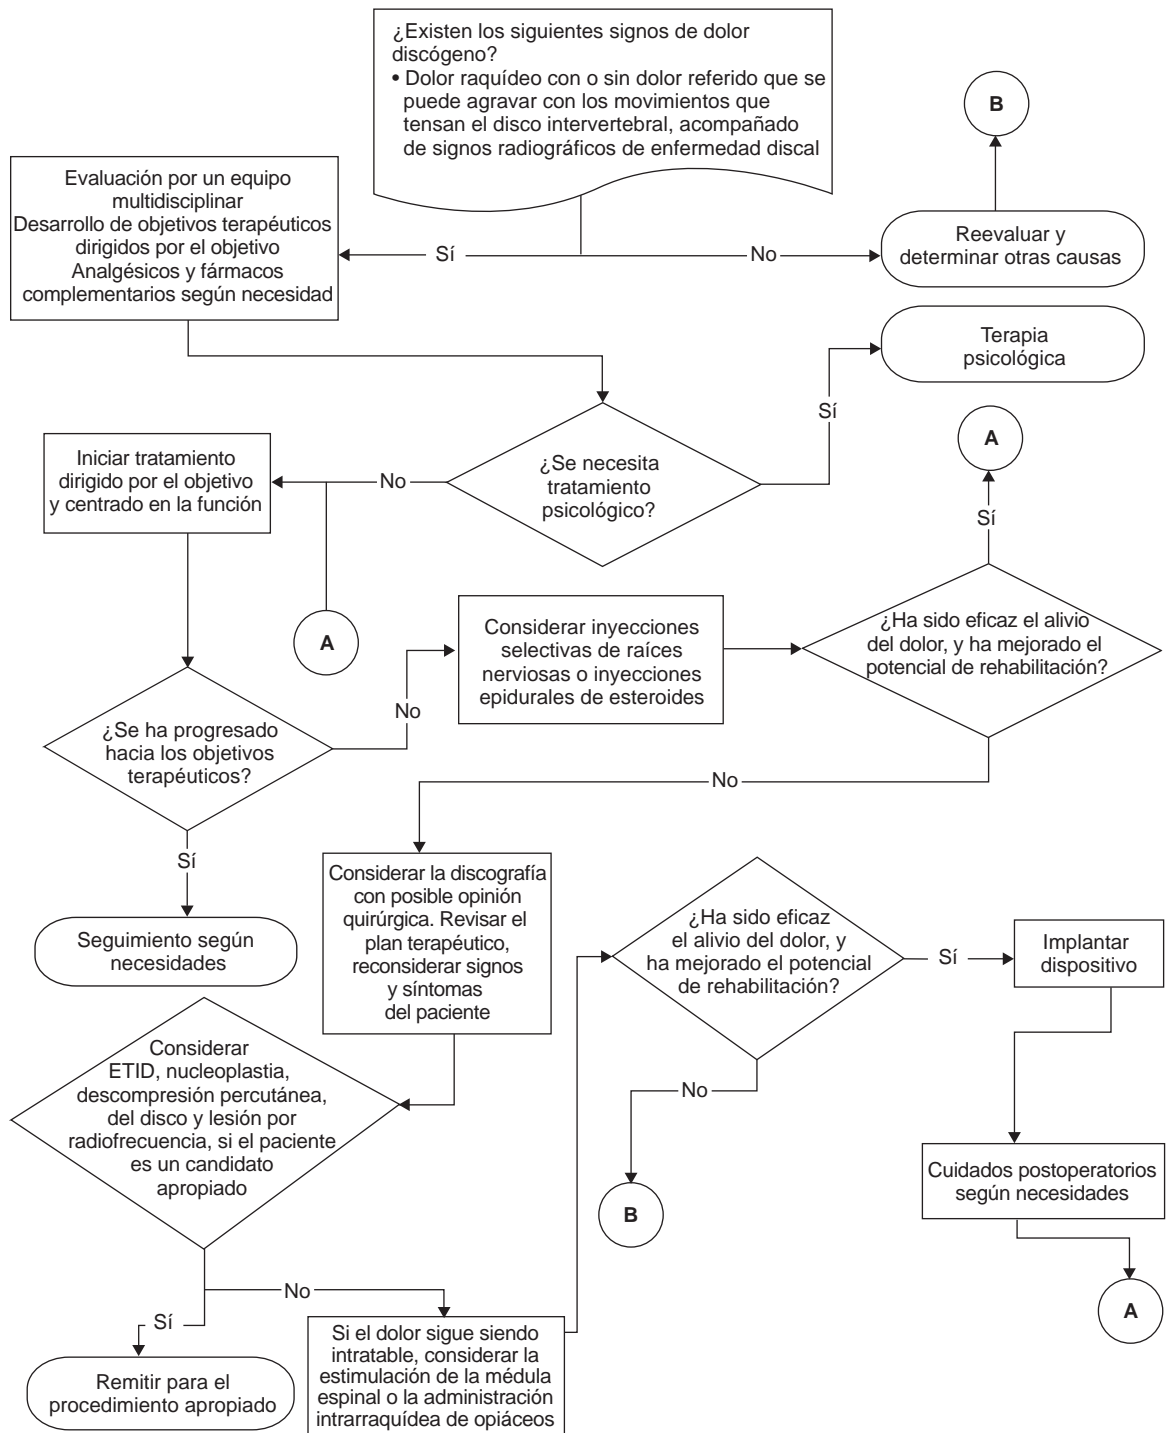 ¿Existen los siguientes signos de dolor
discógeno?
• Dolor raquídeo con o sin dolor referido que se
puede agravar con los movimientos que
tensan el disco intervertebral, acompañado
de signos radiográficos de enfermedad discal
B
Evaluación por un equipo
multidisciplinar
Desarrollo de objetivos terapéuticos
dirigidos por el objetivo
Analgésicos y fármacos
complementarios según necesidad
Sí
No
Reevaluar y
determinar otras causas
Terapia
psicológica
Sí
¿Se necesita
tratamiento
psicológico?
No
Iniciar tratamiento
dirigido por el objetivo
y centrado en la función
A
A
Sí
¿Ha sido eficaz el alivio
del dolor, y ha mejorado el
potencial de rehabilitación?
Considerar inyecciones
selectivas de raíces
nerviosas o inyecciones
epidurales de esteroides
No
¿Se ha progresado
hacia los objetivos
terapéuticos?
No
Sí
Seguimiento según
necesidades
Considerar la discografía
con posible opinión
quirúrgica. Revisar el
plan terapéutico,
reconsiderar signos
y síntomas
del paciente
¿Ha sido eficaz
el alivio del dolor, y
ha mejorado el potencial
de rehabilitación?
Sí
Implantar
dispositivo
No
B
Cuidados postoperatorios
según necesidades
A
Considerar
ETID, nucleoplastia,
descompresión percutánea,
del disco y lesión por
radiofrecuencia, si el paciente
es un candidato
apropiado
No
Sí
Remitir para el
procedimiento apropiado
Si el dolor sigue siendo
intratable, considerar la
estimulación de la médula
espinal o la administración
intrarraquídea de opiáceos